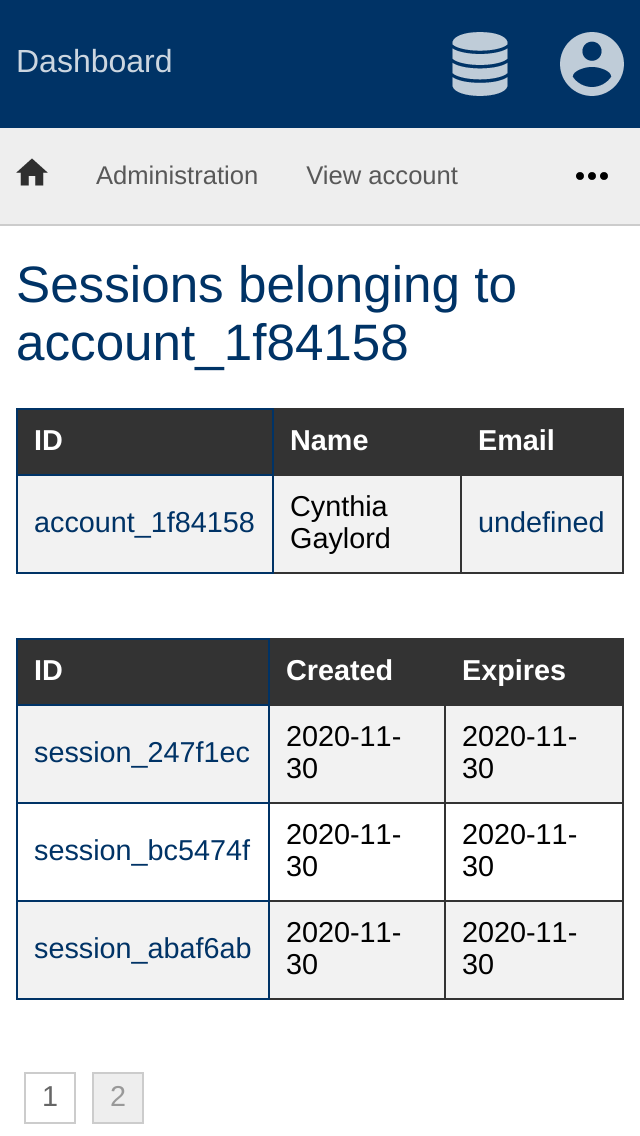 Dashboard
Administration View account
Sessions belonging to
account_1f84158
ID Name Email
account_1f84158 Cynthia Gaylord undefined
ID Created Expires
session_247f1ec 2020-11-30 2020-11-30
session_bc5474f 2020-11-30 2020-11-30
session_abaf6ab 2020-11-30 2020-11-30
1 2